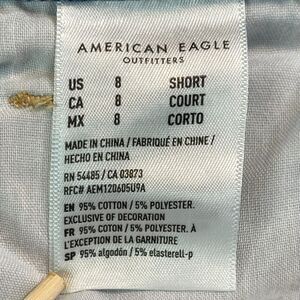 AMERICAN EAGLE
OUTFITTERS
US 8 SHORT
CA 8 COURT
MX 8 CORTO
MADE IN CHINA / FABRIQUÉ EN CHINE /
HECHO EN CHINA
RN 54485 / CA 03873
RFC# AEM120605U9A
EN 95% COTTON / 5% POLYESTER.
EXCLUSIVE OF DECORATION
FR 95% COTON / 5% POLYESTER. À
L'EXCEPTION DE LA GARNITURE
SP 95% algodón / 5% elasterell-p